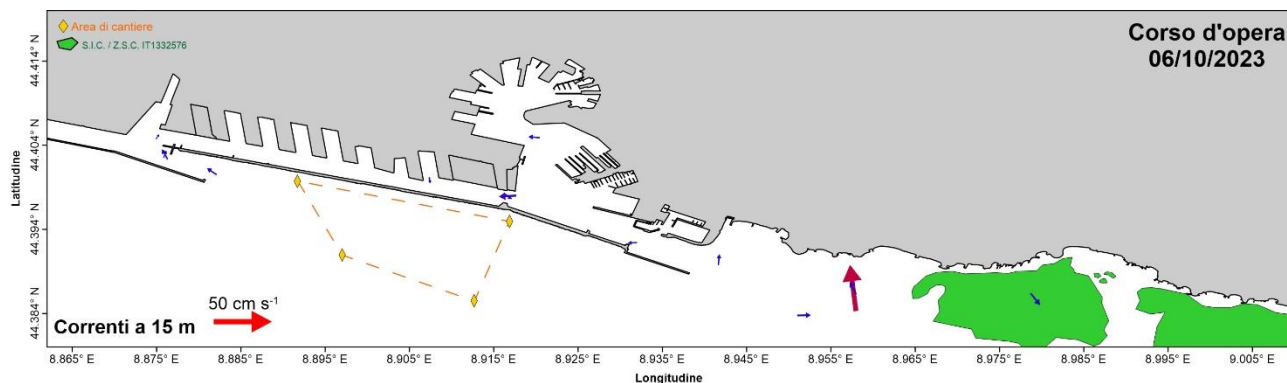 Area di cantiere
S.I.C. / Z.S.C. IT1332576
Corso d'opera
06/10/2023
Latitudine
44.414° N
44.404° N
44.394° N
44.384° N
50 cm s⁻¹
Correnti a 15 m
8.865° E 8.875° E 8.885° E 8.895° E 8.905° E 8.915° E 8.925° E 8.935° E 8.945° E 8.955° E 8.965° E 8.975° E 8.985° E 8.995° E 9.005° E
Longitudine